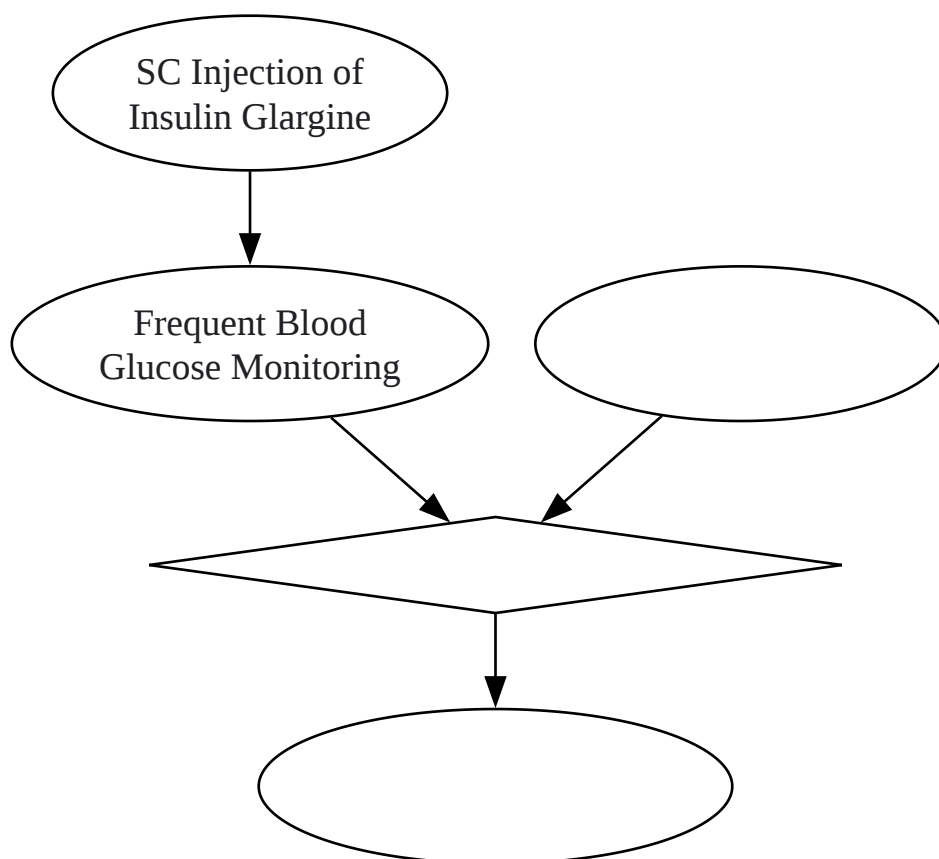 SC Injection of
Insulin Glargine
Frequent Blood
Glucose Monitoring